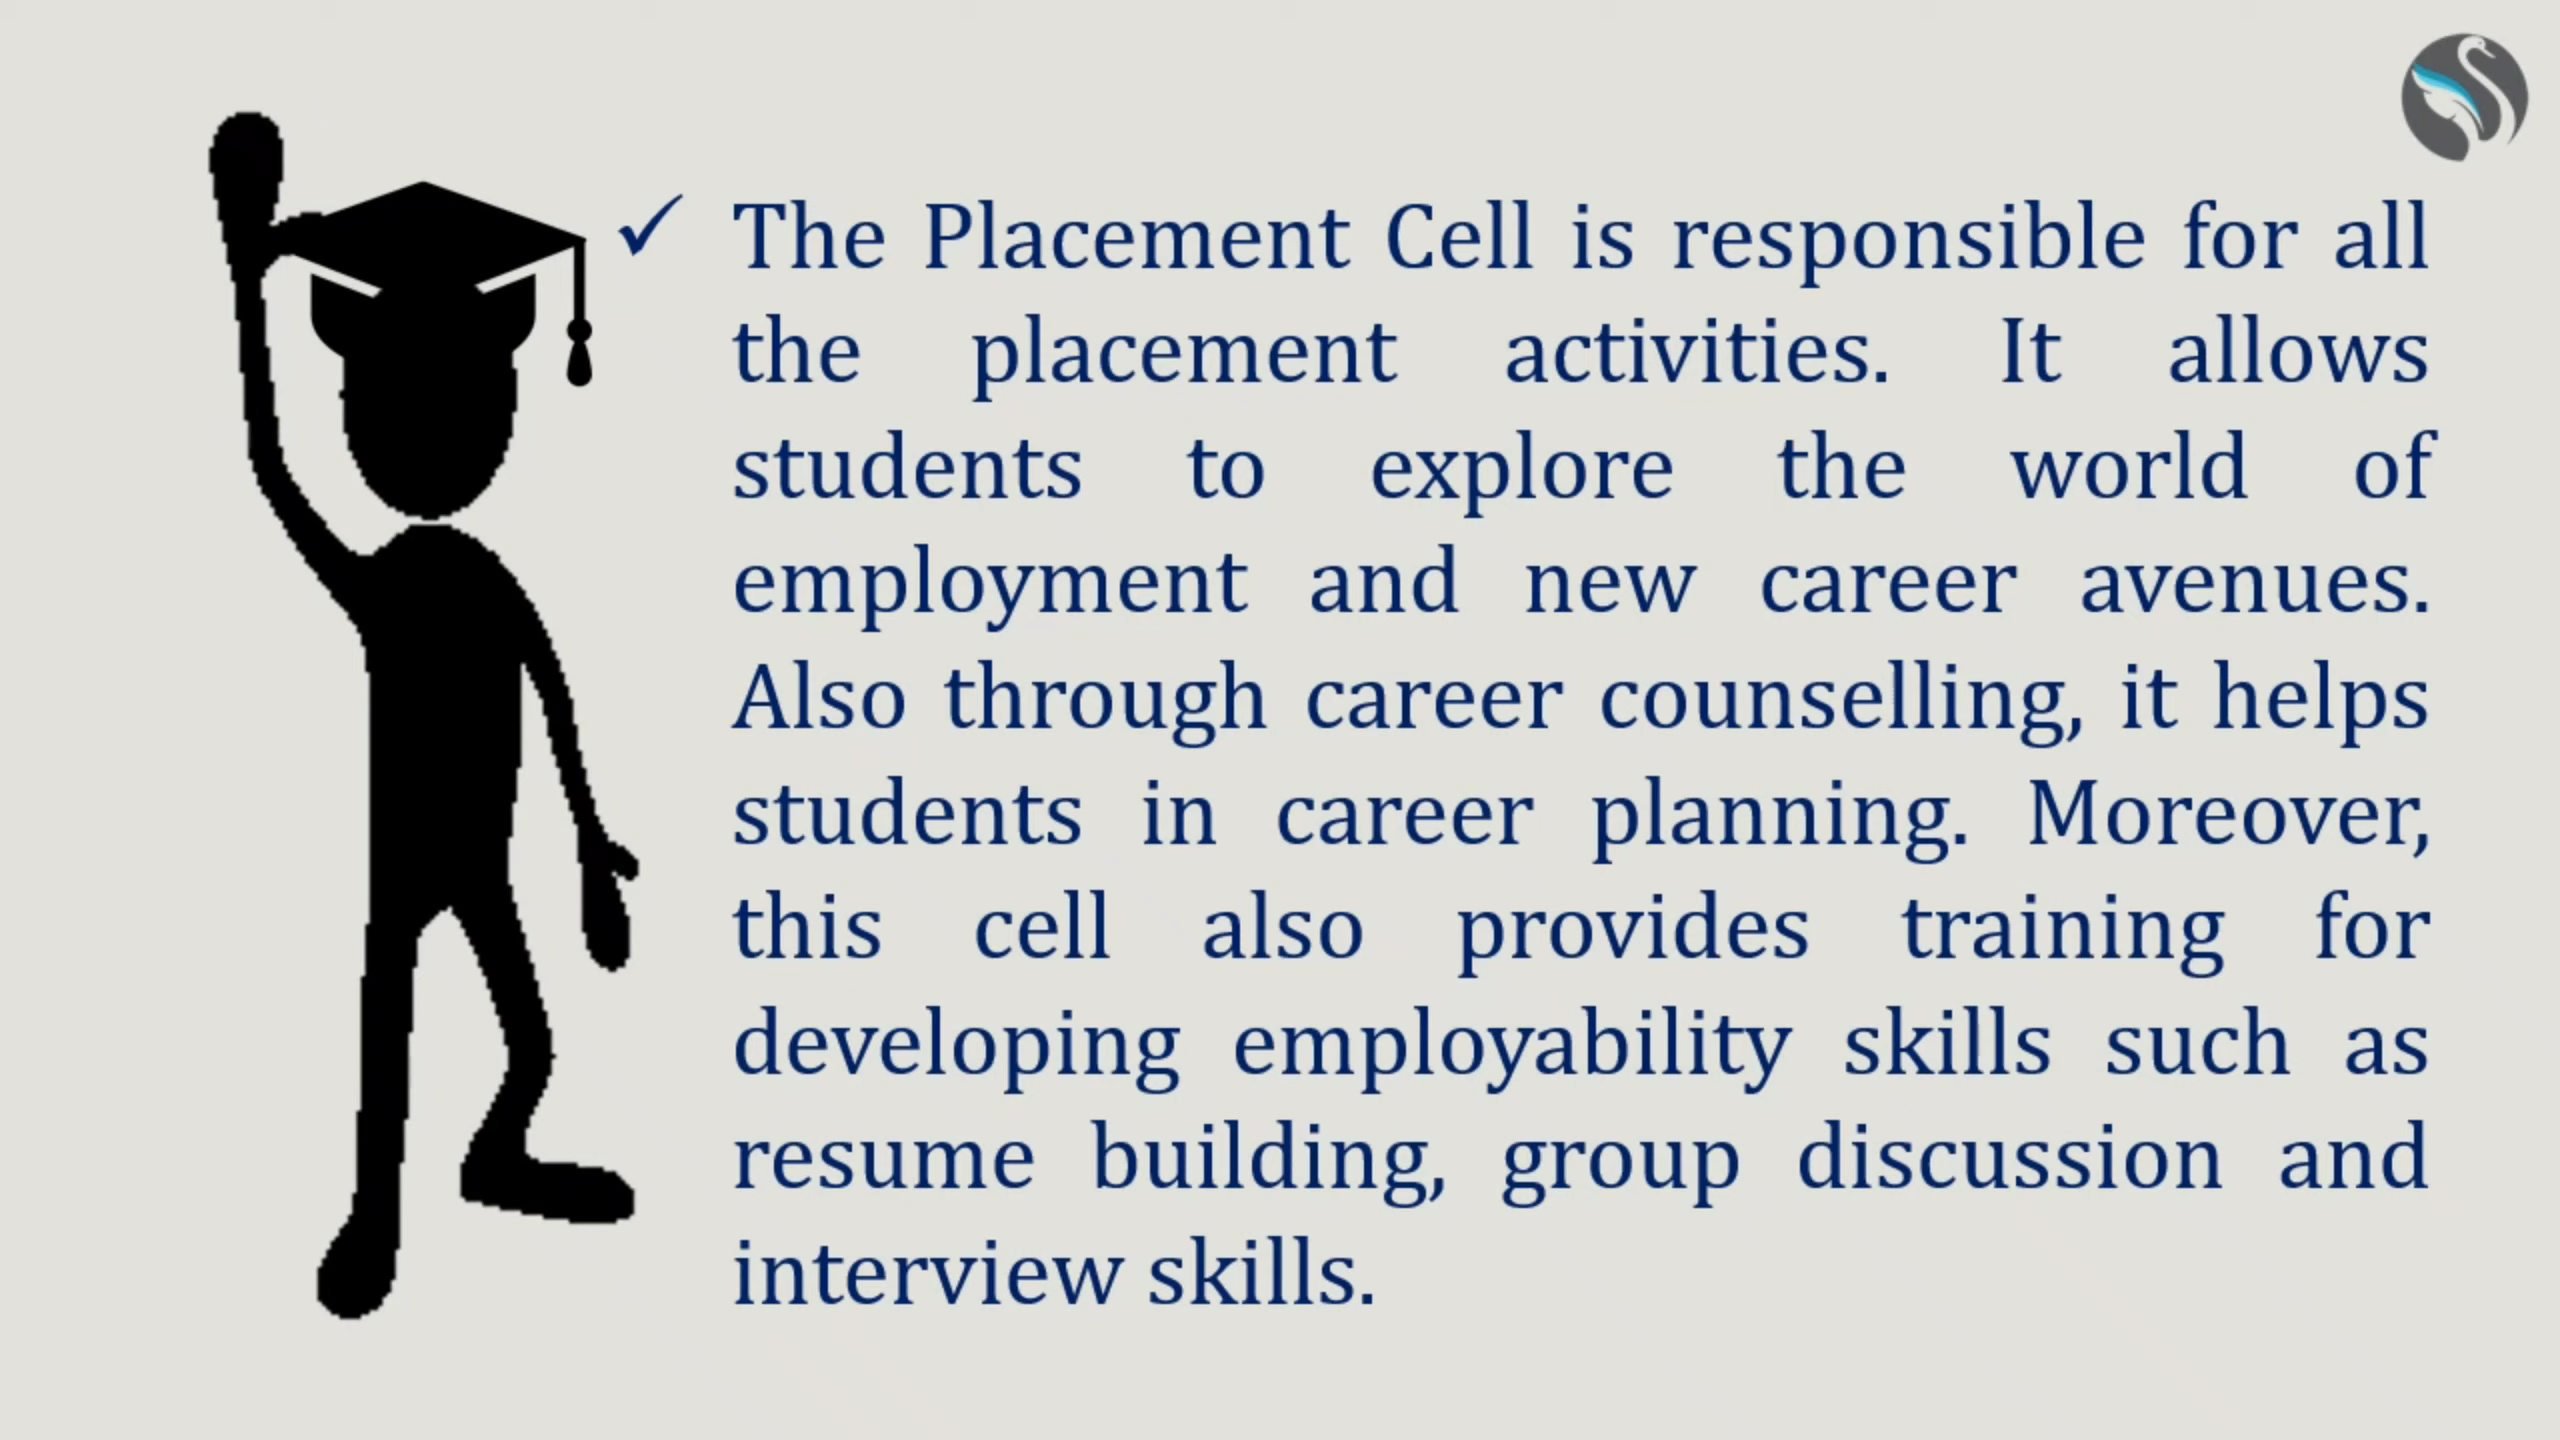 ✓ The Placement Cell is responsible for all
the placement activities. It allows
students to explore the world of
employment and new career avenues.
Also through career counselling, it helps
students in career planning. Moreover,
this cell also provides training for
developing employability skills such as
resume building, group discussion and
interview skills.